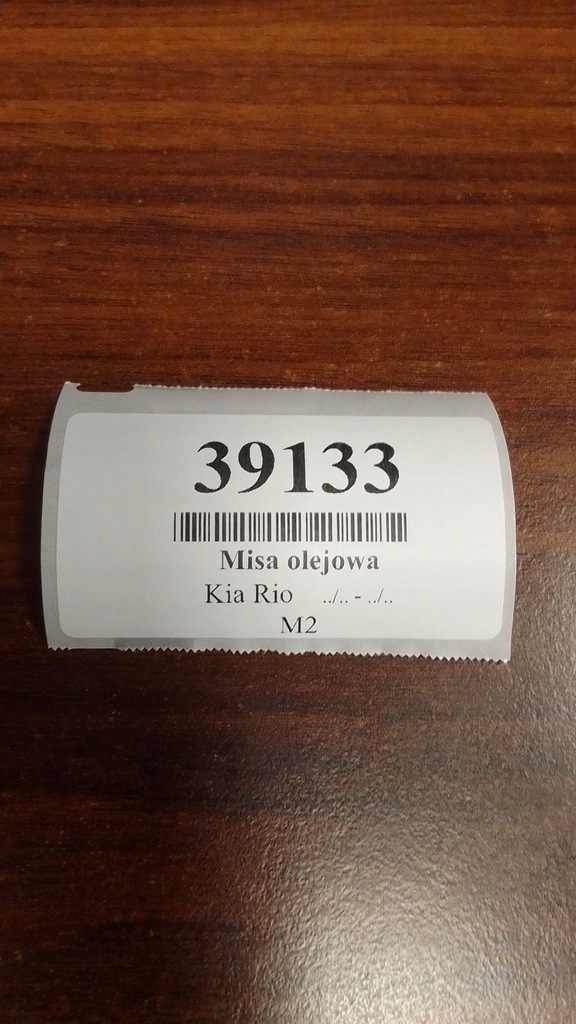 39133
Misa olejowa
Kia Rio ../.. - ../..
M2